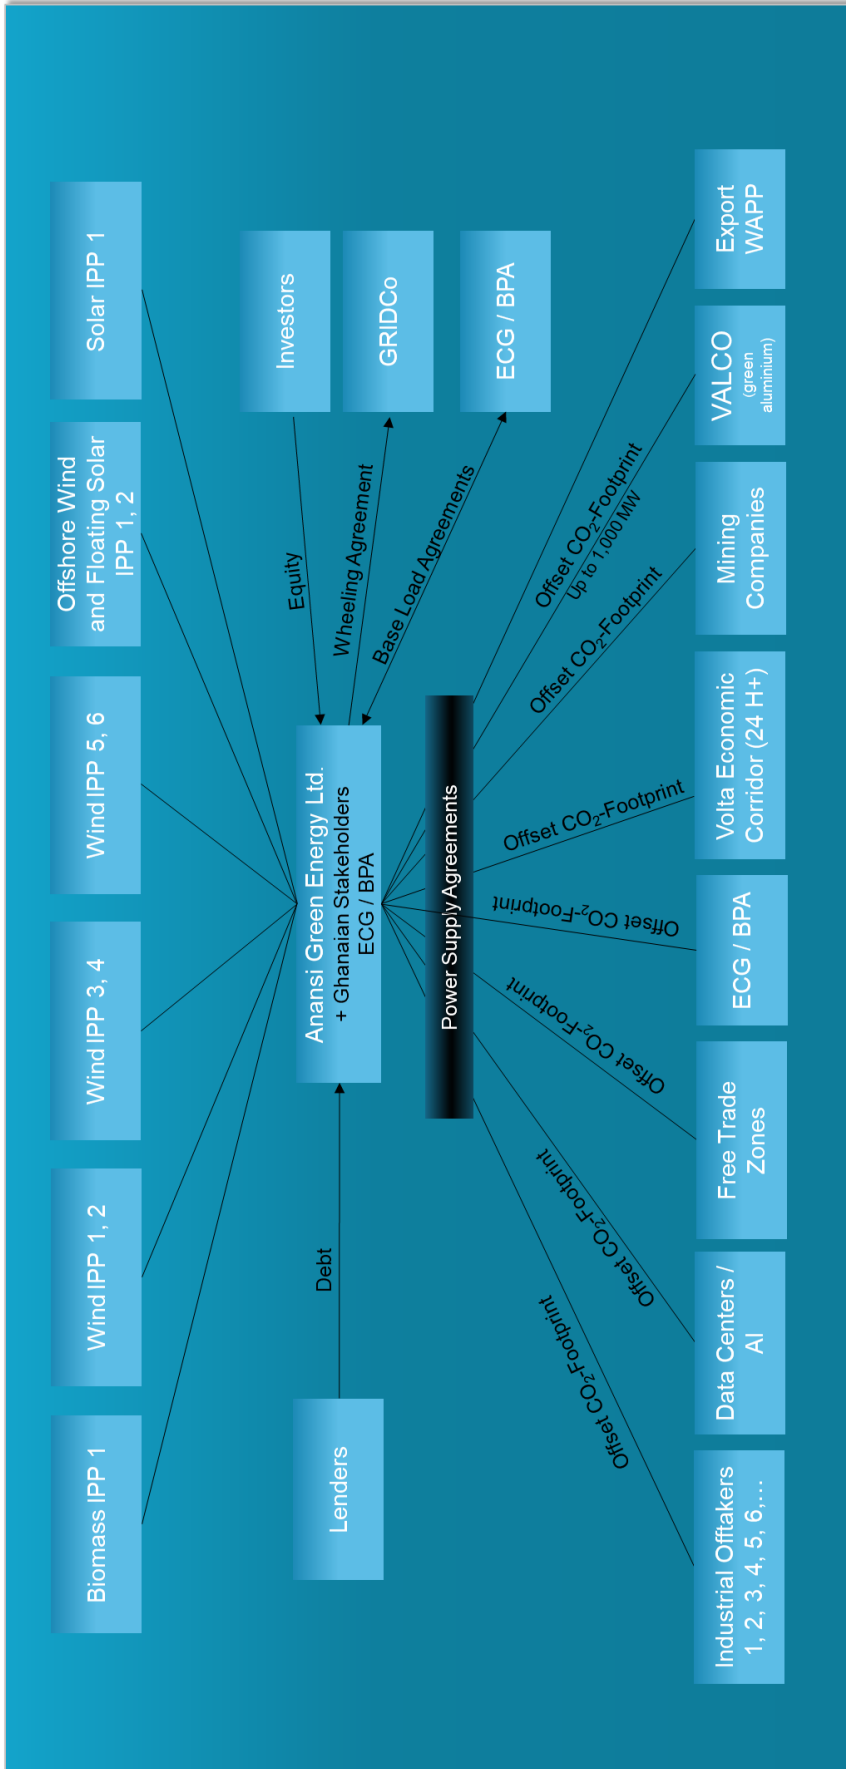 Biomass IPP 1
Wind IPP 1, 2
Wind IPP 3, 4
Wind IPP 5, 6
Offshore Wind
and Floating Solar
IPP 1, 2
Solar IPP 1
Lenders
Debt
Anansi Green Energy Ltd.
+ Ghanaian Stakeholders
ECG / BPA
Equity
Investors
Wheeling Agreement
GRIDCo
Base Load Agreements
ECG / BPA
Power Supply Agreements
Offset CO₂-Footprint
Offset CO₂-Footprint
Offset CO₂-Footprint
Offset CO₂-Footprint
Offset CO₂-Footprint
Offset CO₂-Footprint
Offset CO₂-Footprint
Up to 1,000 MW
Industrial Offtakers
1, 2, 3, 4, 5, 6,...
Data Centers /
AI
Free Trade
Zones
ECG / BPA
Volta Economic
Corridor (24 H+)
Mining
Companies
VALCO
(green
aluminium)
Export
WAPP